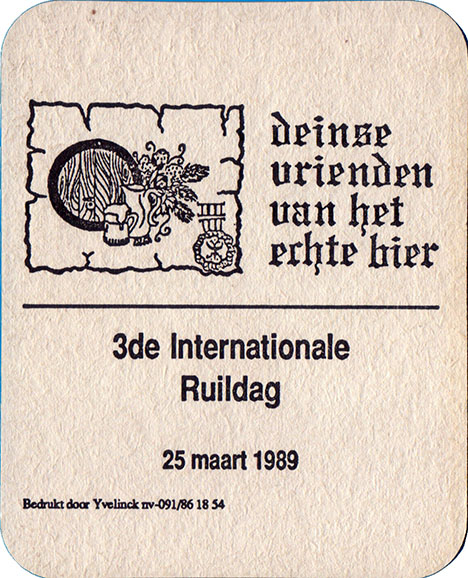 deinse
vrienden
van het
echte bier
3de Internationale
Ruildag
25 maart 1989
Bedrukt door Yvelinck nv-091/86 18 54